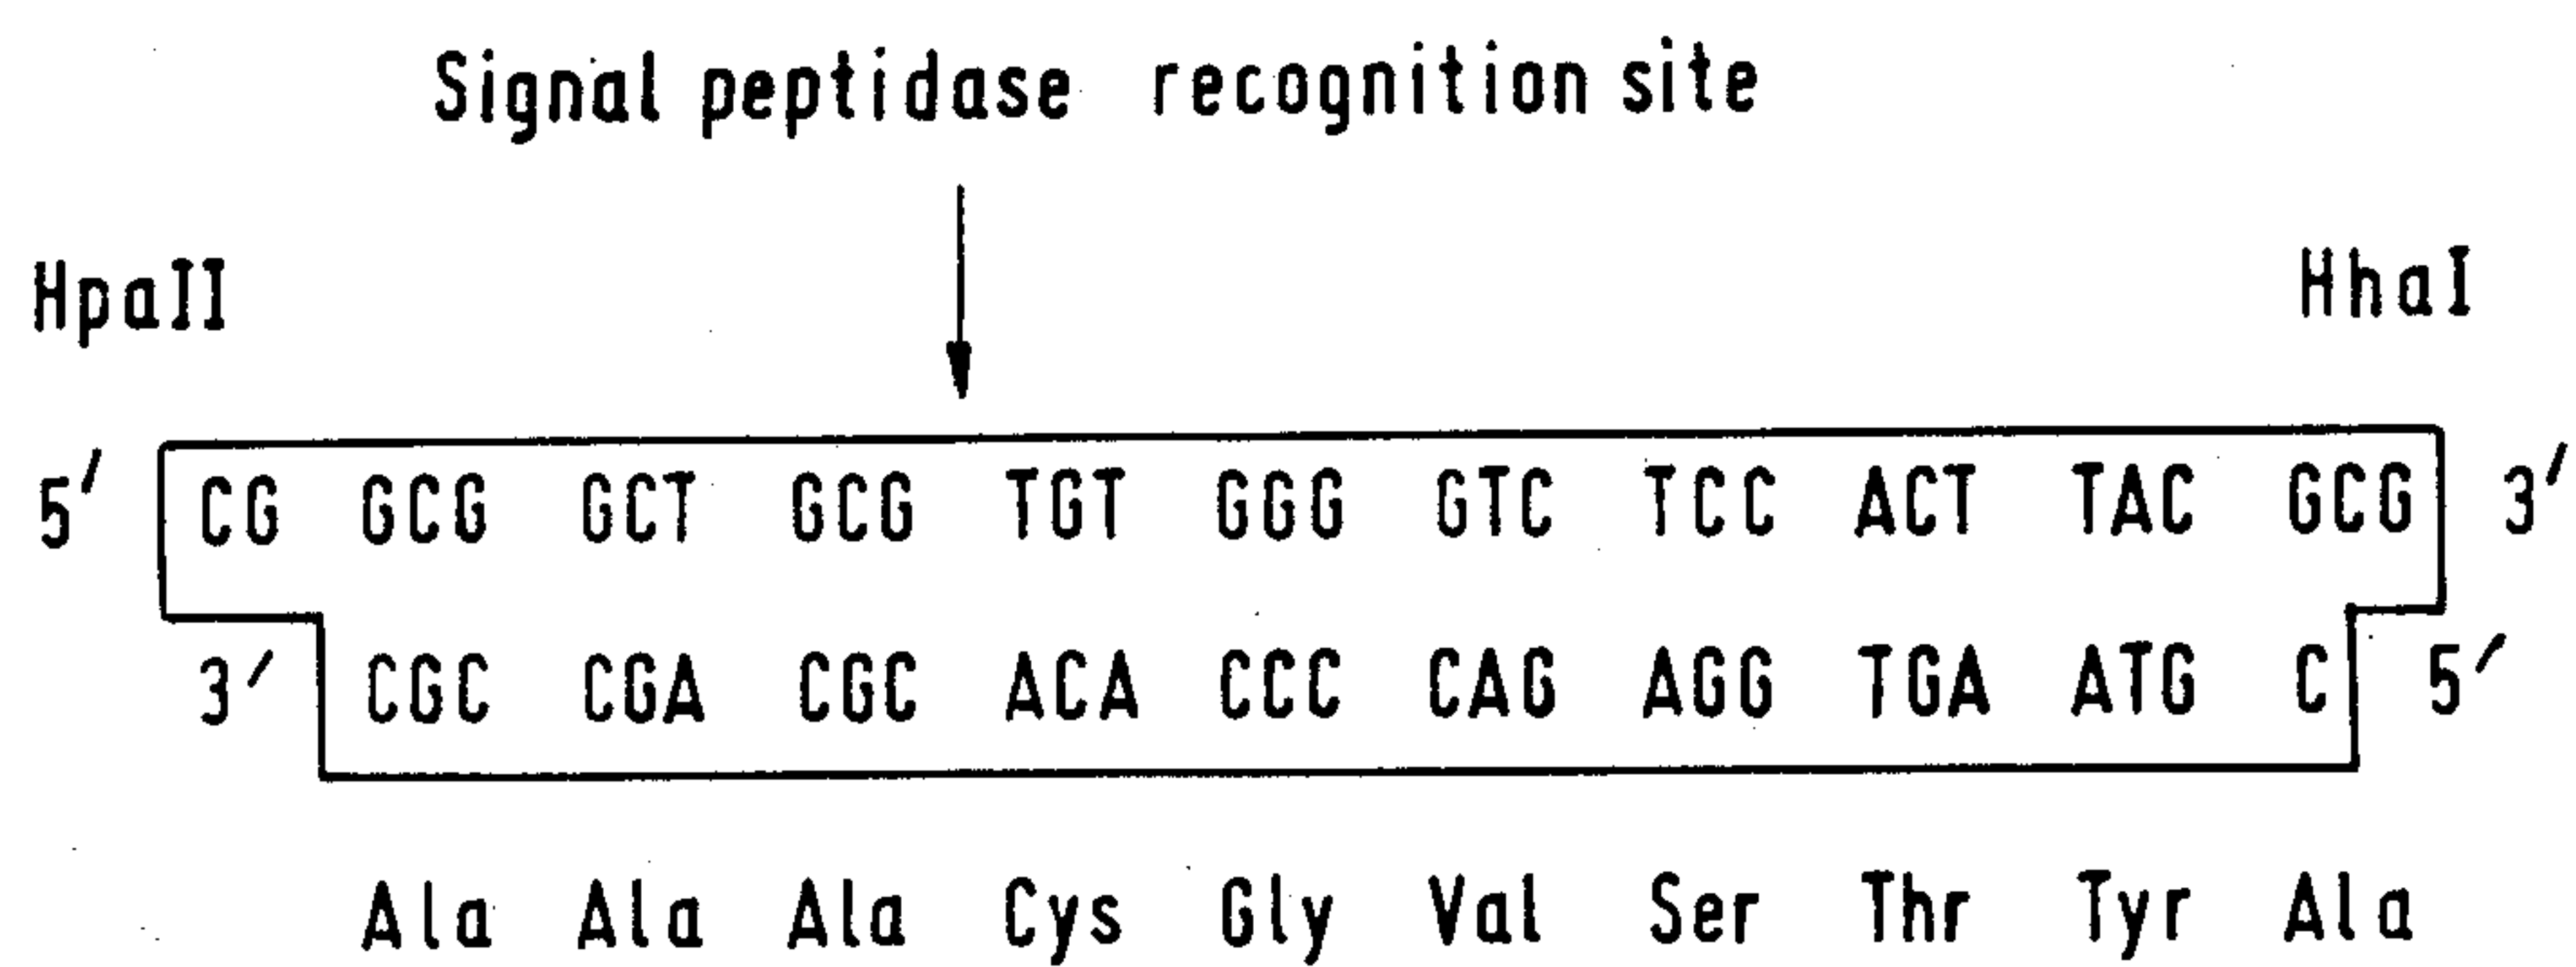 Signal peptidase recognition site
HpaII HhaI
5′ CG GCG GCT GCG TGT GGG GTC TCC ACT TAC GCG 3′
3′ CGC CGA CGC ACA CCC CAG AGG TGA ATG C 5′
Ala Ala Ala Cys Gly Val Ser Thr Tyr Ala